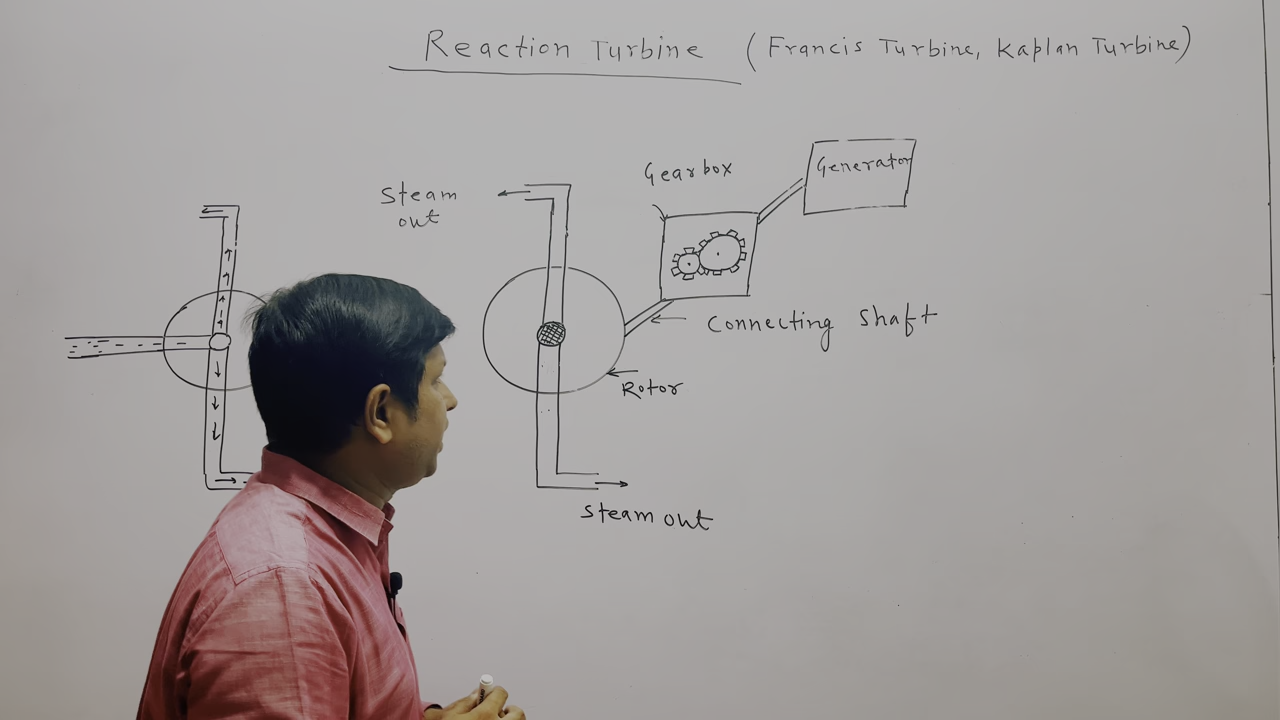 Reaction Turbine (Francis Turbine, Kaplan Turbine)
Generator
Gearbox
Steam
out
Connecting Shaft
Rotor
Steam out